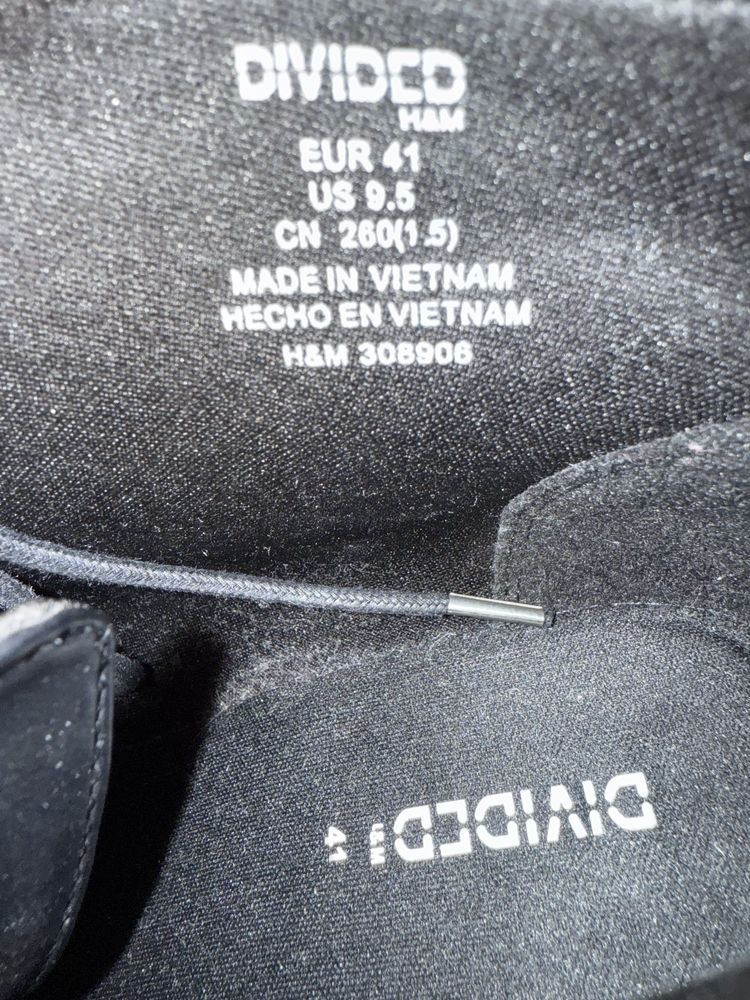 DIVIDED
H&M
EUR 41
US 9.5
CN 260(1.5)
MADE IN VIETNAM
HECHO EN VIETNAM
H&M 308906
DIVIDED
H&M
41